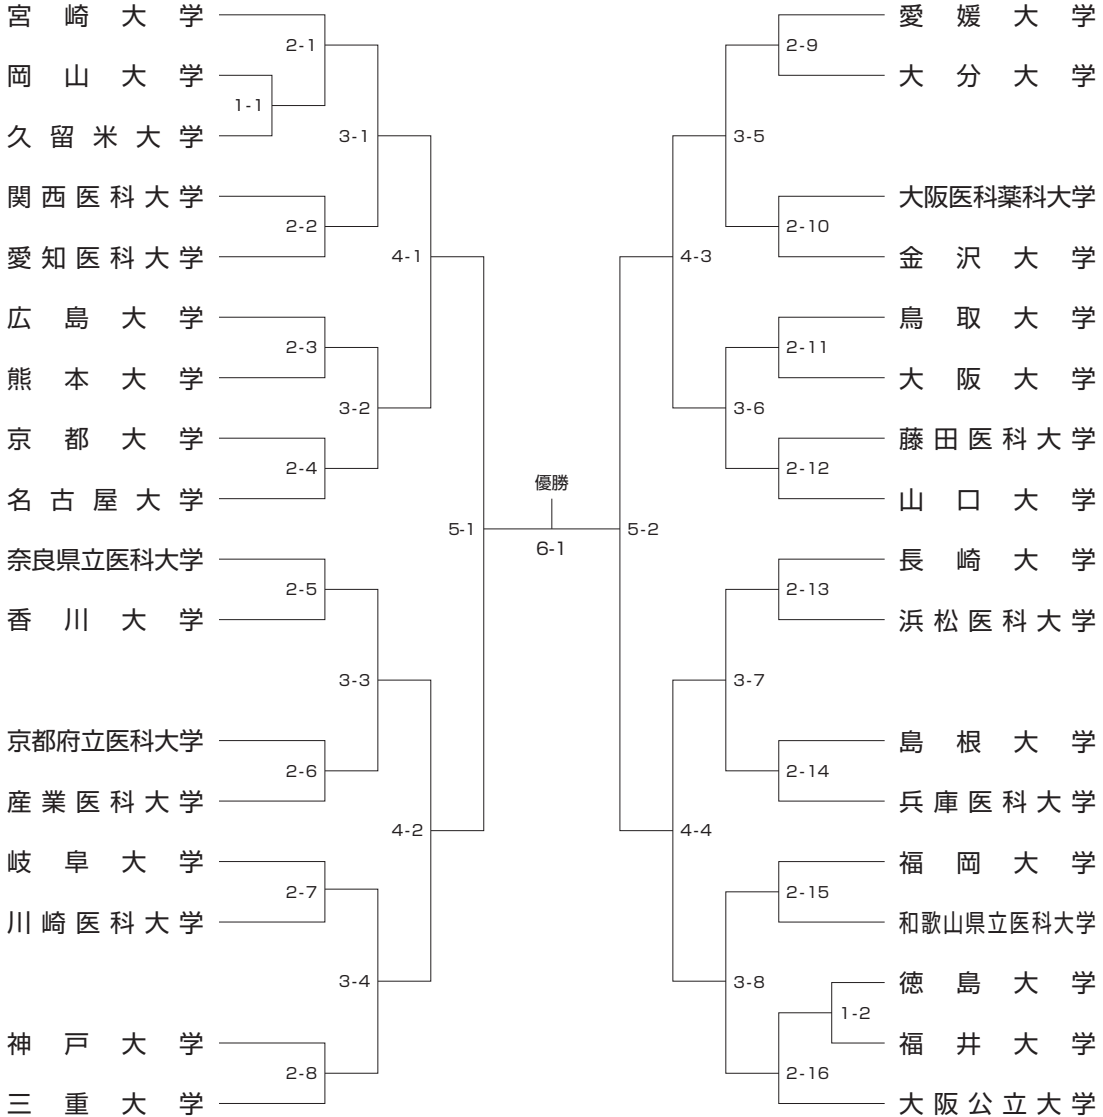 宮崎大学
2-1
岡山大学
1-1
久留米大学
3-1
関西医科大学
2-2
愛知医科大学
4-1
広島大学
2-3
熊本大学
3-2
京都大学
2-4
名古屋大学
5-1
奈良県立医科大学
2-5
香川大学
3-3
京都府立医科大学
2-6
産業医科大学
4-2
岐阜大学
2-7
川崎医科大学
3-4
神戸大学
2-8
三重大学
優勝
6-1
愛媛大学
2-9
大分大学
3-5
大阪医科薬科大学
2-10
金沢大学
4-3
鳥取大学
2-11
大阪大学
3-6
藤田医科大学
2-12
山口大学
5-2
長崎大学
2-13
浜松医科大学
3-7
島根大学
2-14
兵庫医科大学
4-4
福岡大学
2-15
和歌山県立医科大学
3-8
徳島大学
1-2
福井大学
2-16
大阪公立大学